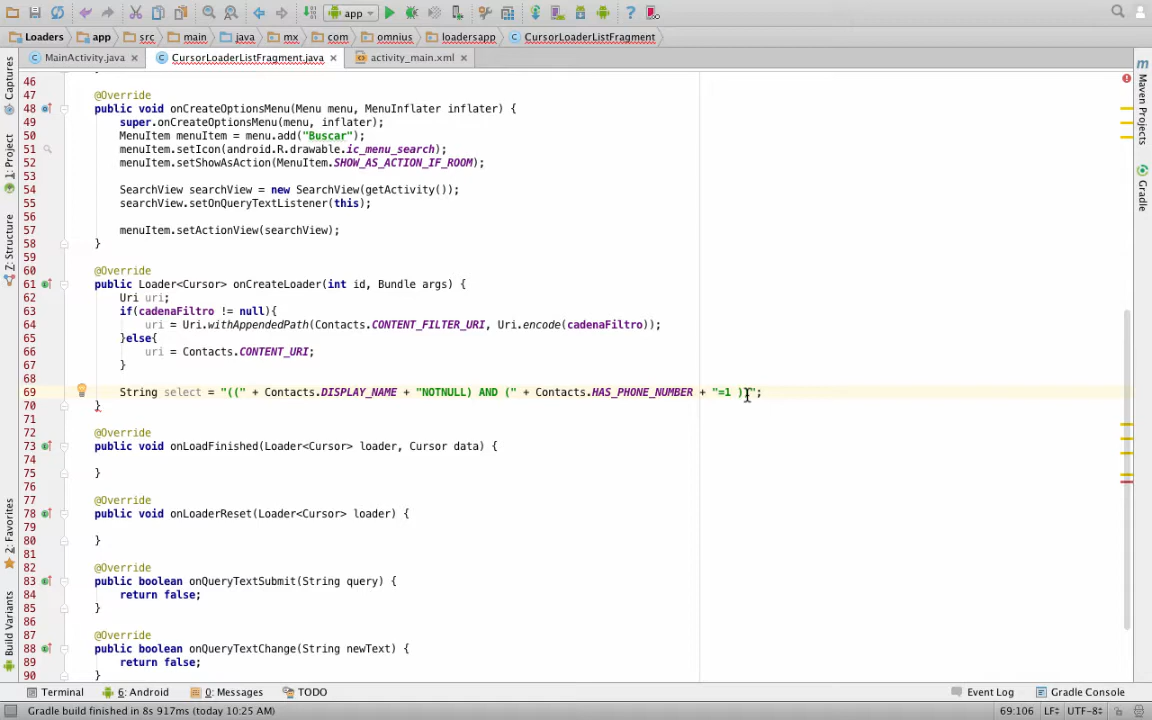 app
Loaders app src main java mx com omnius loadersapp CursorLoaderListFragment
MainActivity.java CursorLoaderListFragment.java activity_main.xml
46
47 @Override
48 public void onCreateOptionsMenu(Menu menu, MenuInflater inflater) {
49 super.onCreateOptionsMenu(menu, inflater);
50 MenuItem menuItem = menu.add("Buscar");
51 menuItem.setIcon(android.R.drawable.ic_menu_search);
52 menuItem.setShowAsAction(MenuItem.SHOW_AS_ACTION_IF_ROOM);
53
54 SearchView searchView = new SearchView(getActivity());
55 searchView.setOnQueryTextListener(this);
56
57 menuItem.setActionView(searchView);
58 }
59
60 @Override
61 public Loader<Cursor> onCreateLoader(int id, Bundle args) {
62 Uri uri;
63 if(cadenaFiltro != null){
64 uri = Uri.withAppendedPath(Contacts.CONTENT_FILTER_URI, Uri.encode(cadenaFiltro));
65 }else{
66 uri = Contacts.CONTENT_URI;
67 }
68
69 String select = "((" + Contacts.DISPLAY_NAME + "NOTNULL) AND (" + Contacts.HAS_PHONE_NUMBER + "=1 ))";
70 }
71
72 @Override
73 public void onLoadFinished(Loader<Cursor> loader, Cursor data) {
74
75 }
76
77 @Override
78 public void onLoaderReset(Loader<Cursor> loader) {
79
80 }
81
82 @Override
83 public boolean onQueryTextSubmit(String query) {
84 return false;
85 }
86
87 @Override
88 public boolean onQueryTextChange(String newText) {
89 return false;
90 }
Captures
1: Project
7: Structure
2: Favorites
Build Variants
Maven Projects
Gradle
Terminal 6: Android 0: Messages TODO Event Log Gradle Console
Gradle build finished in 8s 917ms (today 10:25 AM) 69:106 LF UTF-8